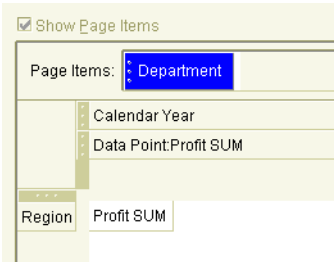 Show Page Items
Page Items: Department
Calendar Year
Data Point:Profit SUM
Region Profit SUM